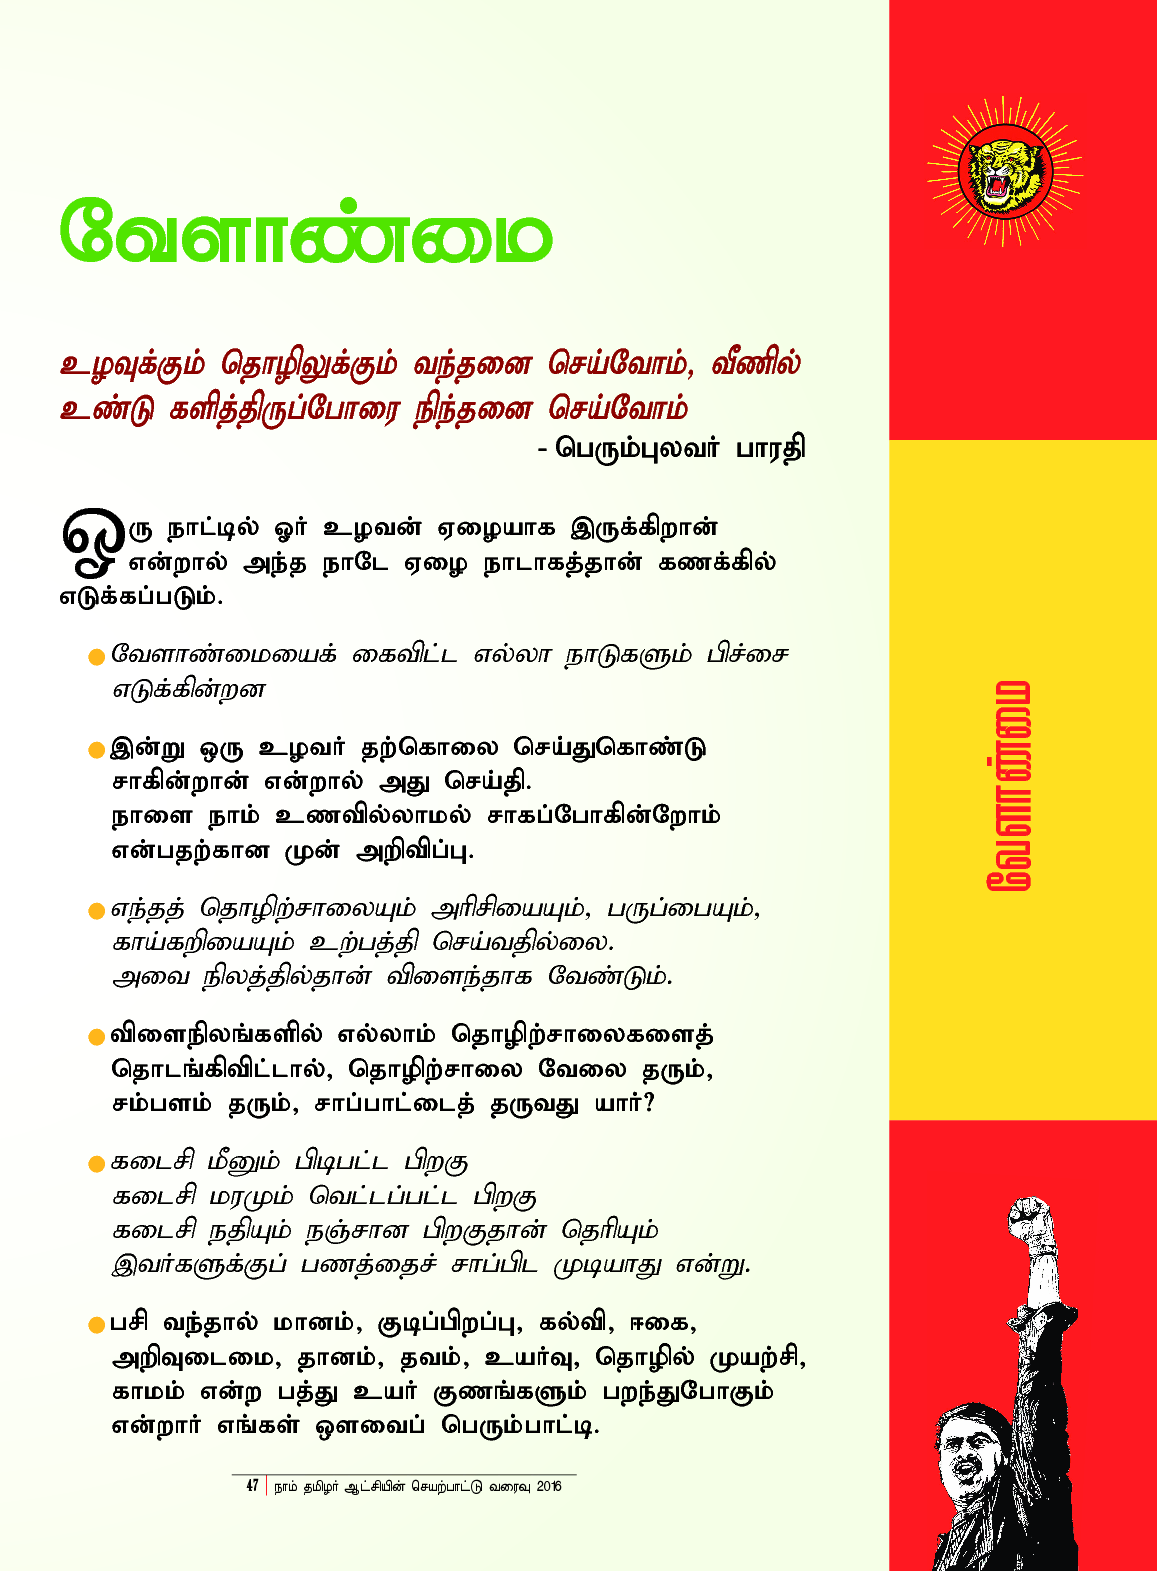 வேளாண்மை
உழவுக்கும் தொழிலுக்கும் வந்தனை செய்வோம், வீணில்
உண்டு களித்திருப்போரை நிந்தனை செய்வோம்
- பெரும்புலவர் பாரதி
ஒரு நாட்டில் ஓர் உழவன் ஏழையாக இருக்கிறான்
என்றால் அந்த நாடே ஏழை நாடாகத்தான் கணக்கில்
எடுக்கப்படும்.
வேளாண்மையைக் கைவிட்ட எல்லா நாடுகளும் பிச்சை
எடுக்கின்றன
இன்று ஒரு உழவர் தற்கொலை செய்துகொண்டு
சாகின்றான் என்றால் அது செய்தி.
நாளை நாம் உணவில்லாமல் சாகப்போகின்றோம்
என்பதற்கான முன் அறிவிப்பு.
எந்தத் தொழிற்சாலையும் அரிசியையும், பருப்பையும்,
காய்கறியையும் உற்பத்தி செய்வதில்லை.
அவை நிலத்தில்தான் விளைந்தாக வேண்டும்.
விளைநிலங்களில் எல்லாம் தொழிற்சாலைகளைத்
தொடங்கிவிட்டால், தொழிற்சாலை வேலை தரும்,
சம்பளம் தரும், சாப்பாட்டைத் தருவது யார்?
கடைசி மீனும் பிடிபட்ட பிறகு
கடைசி மரமும் வெட்டப்பட்ட பிறகு
கடைசி நதியும் நஞ்சான பிறகுதான் தெரியும்
இவர்களுக்குப் பணத்தைச் சாப்பிட முடியாது என்று.
பசி வந்தால் மானம், குடிப்பிறப்பு, கல்வி, ஈகை,
அறிவுடைமை, தானம், தவம், உயர்வு, தொழில் முயற்சி,
காமம் என்ற பத்து உயர் குணங்களும் பறந்துபோகும்
என்றார் எங்கள் ஔவைப் பெரும்பாட்டி.
47 | நாம் தமிழர் ஆட்சியின் செயற்பாட்டு வரைவு 2016
வேளாண்மை